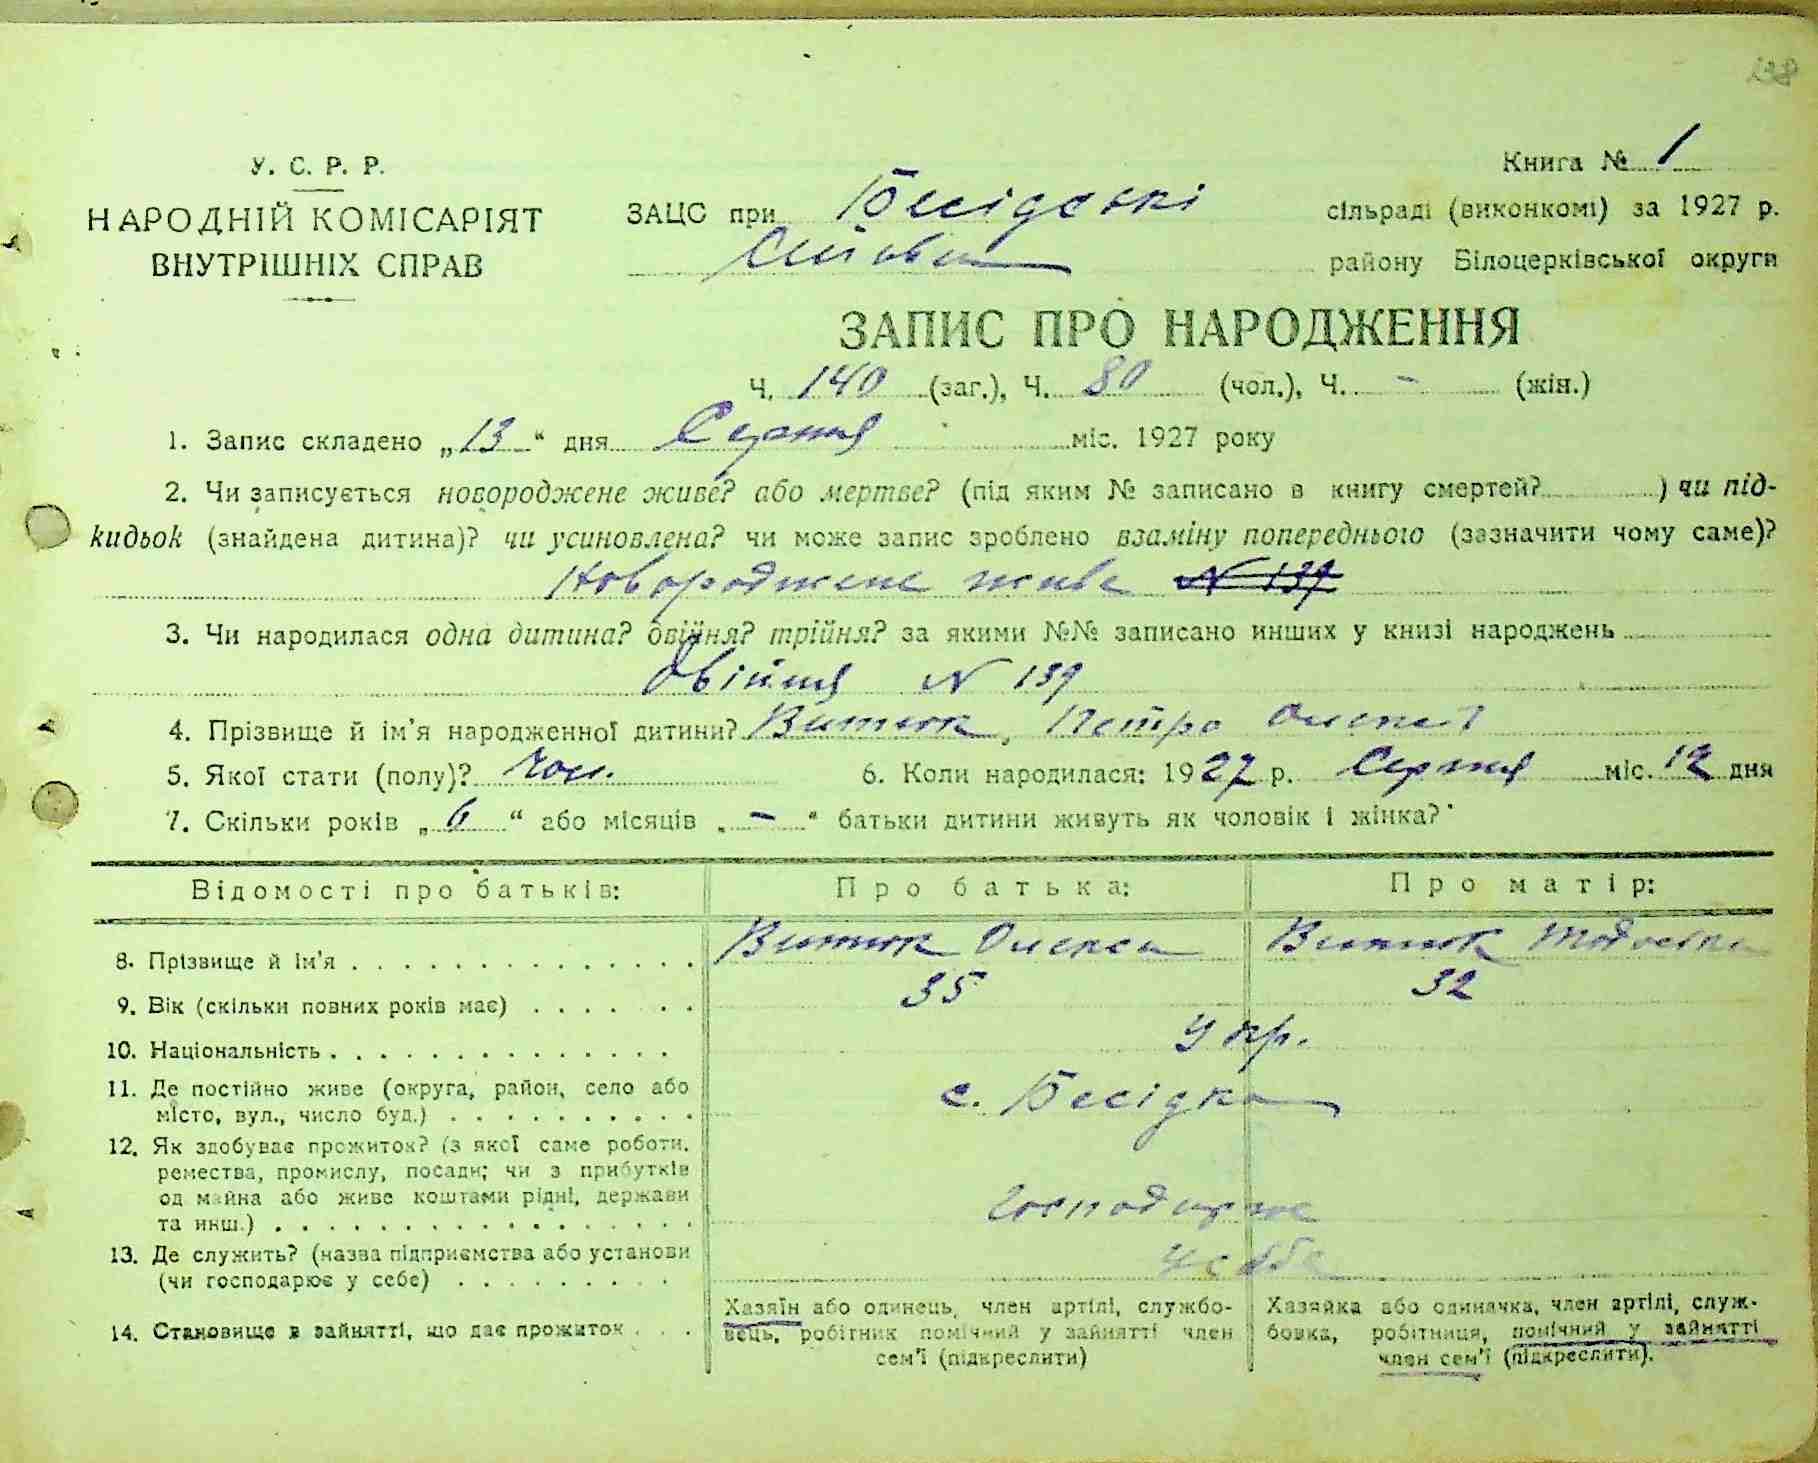 138
У. С. Р. Р.
НАРОДНІЙ КОМІСАРІЯТ
ВНУТРІШНІХ СПРАВ
Книга № 1
ЗАЦС при Бесідські сільраді (виконкомі) за 1927 р.
району Білоцерківської округи
ЗАПИС ПРО НАРОДЖЕННЯ
Ч. 140 (заг.), Ч. 80 (чол.), Ч. - (жін.)
1. Запис складено „13“ дня Серпня міс. 1927 року
2. Чи записується новороджене живе? або мертве? (під яким № записано в книгу смертей? ) чи під-
кидьок (знайдена дитина)? чи усиновлена? чи може запис зроблено взаміну попереднього (зазначити чому саме)?
Новороджене живе N 137
3. Чи народилася одна дитина? двійня? трійня? за якими №№ записано инших у книзі народжень
Двійня N 139
4. Прізвище й ім'я народженної дитини? Витюк, Петро Олексі
5. Якої стати (полу)? чол. 6. Коли народилася: 1927 р. Серпня міс. 12 дня
7. Скільки років „6“ або місяців „-“ батьки дитини живуть як чоловік і жінка?
Відомості про батьків: Про батька: Про матір:
8. Прізвище й ім'я Витюк Олекса Витюк Тодоська
9. Вік (скільки повних років має) 35 32
10. Національність Укр.
11. Де постійно живе (округа, район, село або
місто, вул., число буд.) с. Бесідка
12. Як здобуває прожиток? (з якої саме роботи,
ремества, промислу, посади; чи з прибутків
од майна або живе коштами рідні, держави
та инш.) Господарює
13. Де служить? (назва підприємства або установи
(чи господарює у себе) у себе
14. Становище в зайнятті, що дає прожиток
Хазяїн або одинець, член артілі, службо-
вець, робітник помічний у зайнятті член
сем'ї (підкреслити)
Хазяйка або одиначка, член артілі, служ-
бовка, робітниця, помічний у зайнятті
член сем'ї (підкреслити).